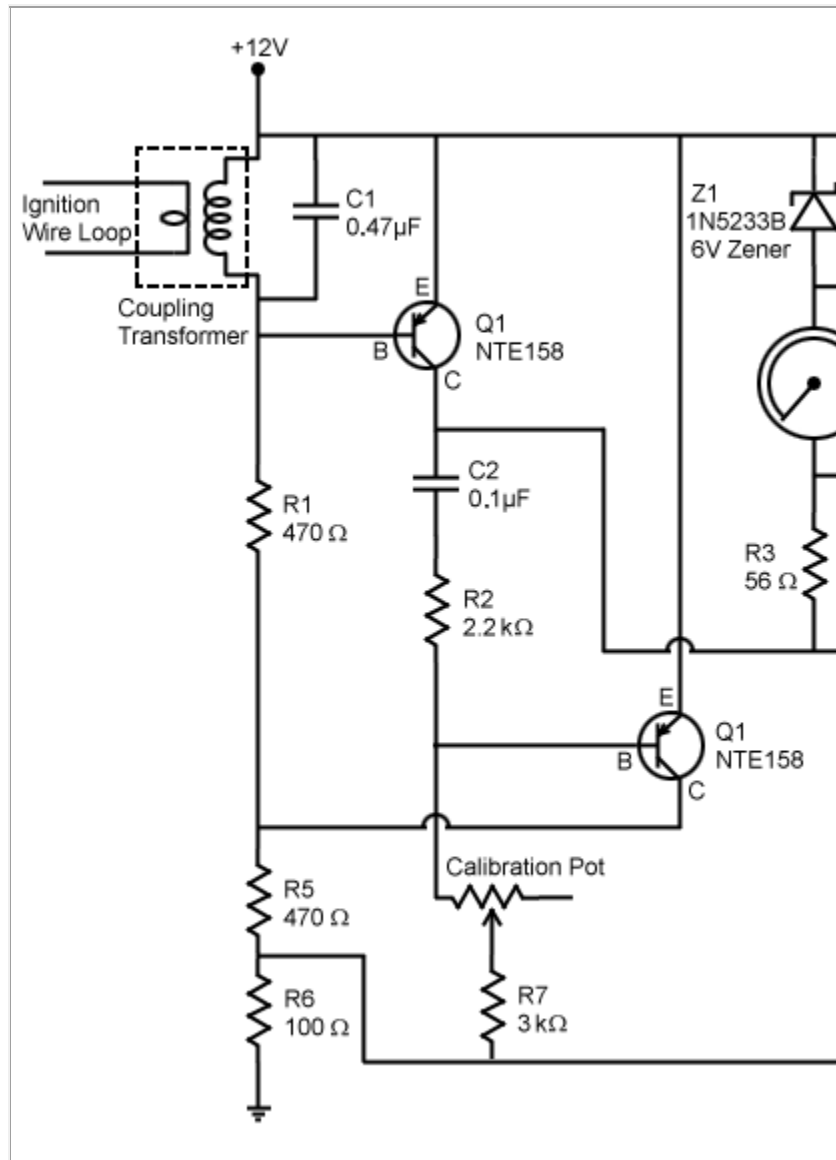 +12V
Ignition
Wire Loop
Coupling
Transformer
C1
0.47µF
E
B
C
Q1
NTE158
Z1
1N5233B
6V Zener
C2
0.1µF
R1
470 Ω
R2
2.2 kΩ
R3
56 Ω
E
B
C
Q1
NTE158
Calibration Pot
R5
470 Ω
R6
100 Ω
R7
3 kΩ